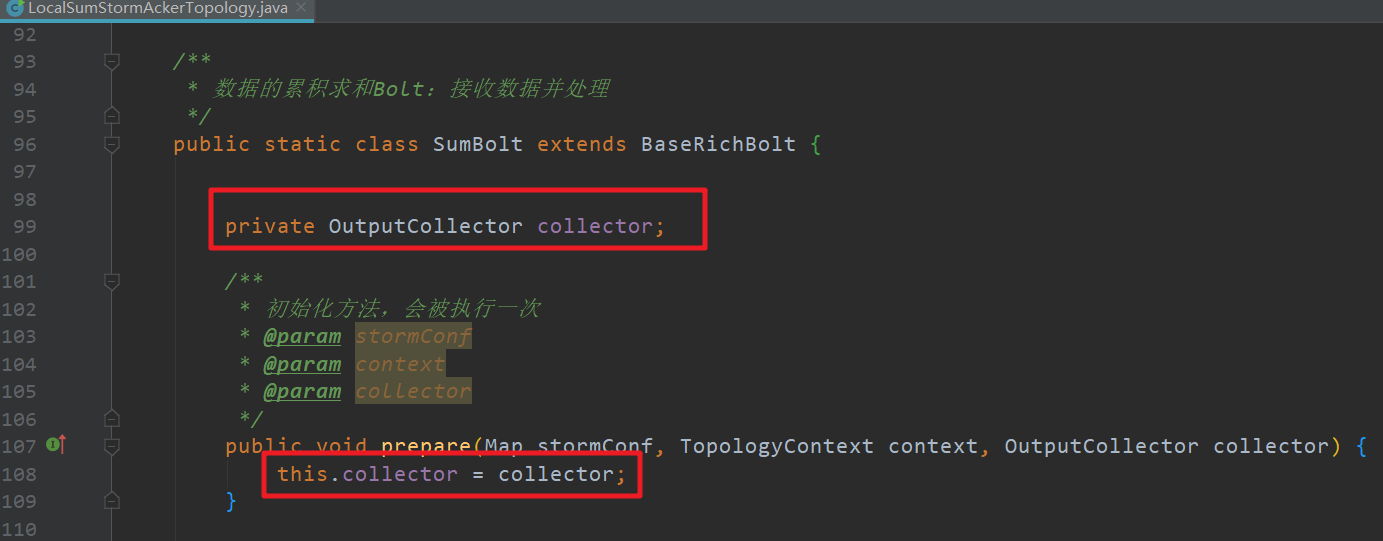 LocalSumStormAckerTopology.java
92
93 /**
94 * 数据的累积求和Bolt：接收数据并处理
95 */
96 public static class SumBolt extends BaseRichBolt {
97
98
99 private OutputCollector collector;
100
101 /**
102 * 初始化方法，会被执行一次
103 * @param stormConf
104 * @param context
105 * @param collector
106 */
107 public void prepare(Map stormConf, TopologyContext context, OutputCollector collector) {
108 this.collector = collector;
109 }
110